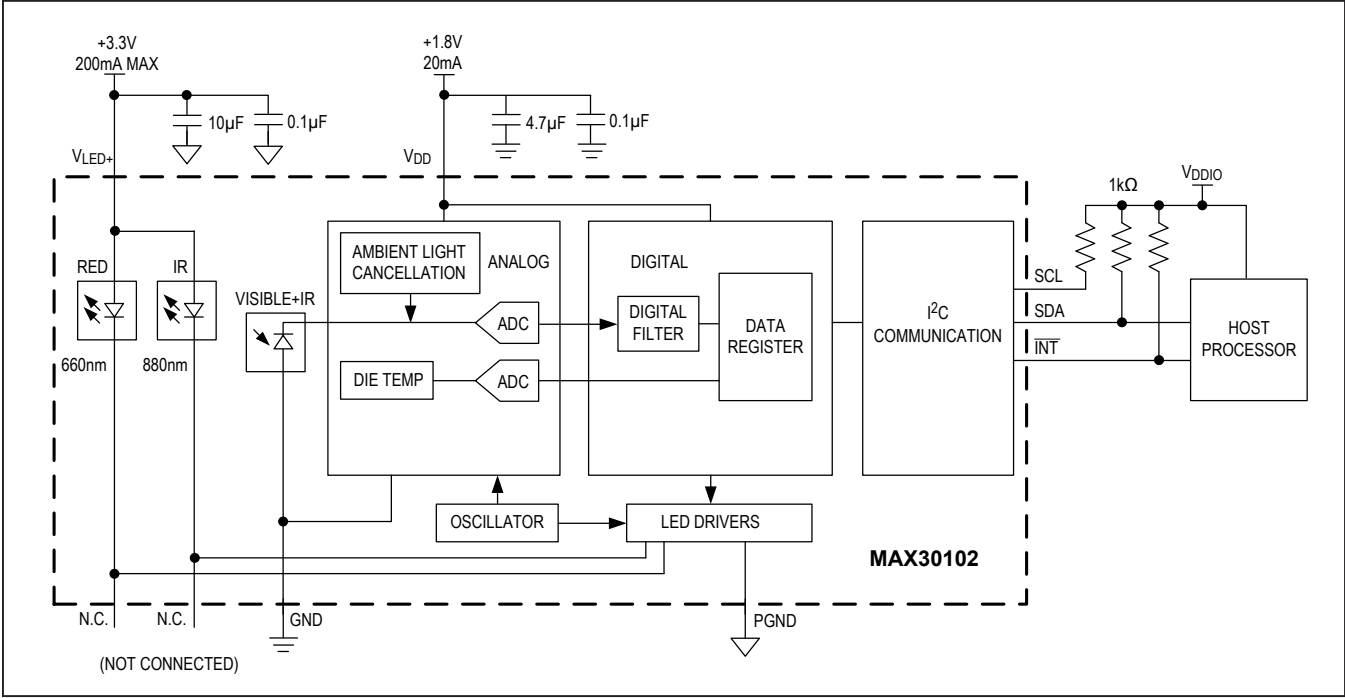 +3.3V
200mA MAX
+1.8V
20mA
10µF
0.1µF
4.7µF
0.1µF
VLED+
VDD
VDDIO
1kΩ
RED
IR
660nm
880nm
VISIBLE+IR
AMBIENT LIGHT
CANCELLATION
ANALOG
ADC
DIE TEMP
ADC
DIGITAL
DIGITAL
FILTER
DATA
REGISTER
I2C
COMMUNICATION
SCL
SDA
INT
HOST
PROCESSOR
OSCILLATOR
LED DRIVERS
MAX30102
N.C.
N.C.
GND
PGND
(NOT CONNECTED)